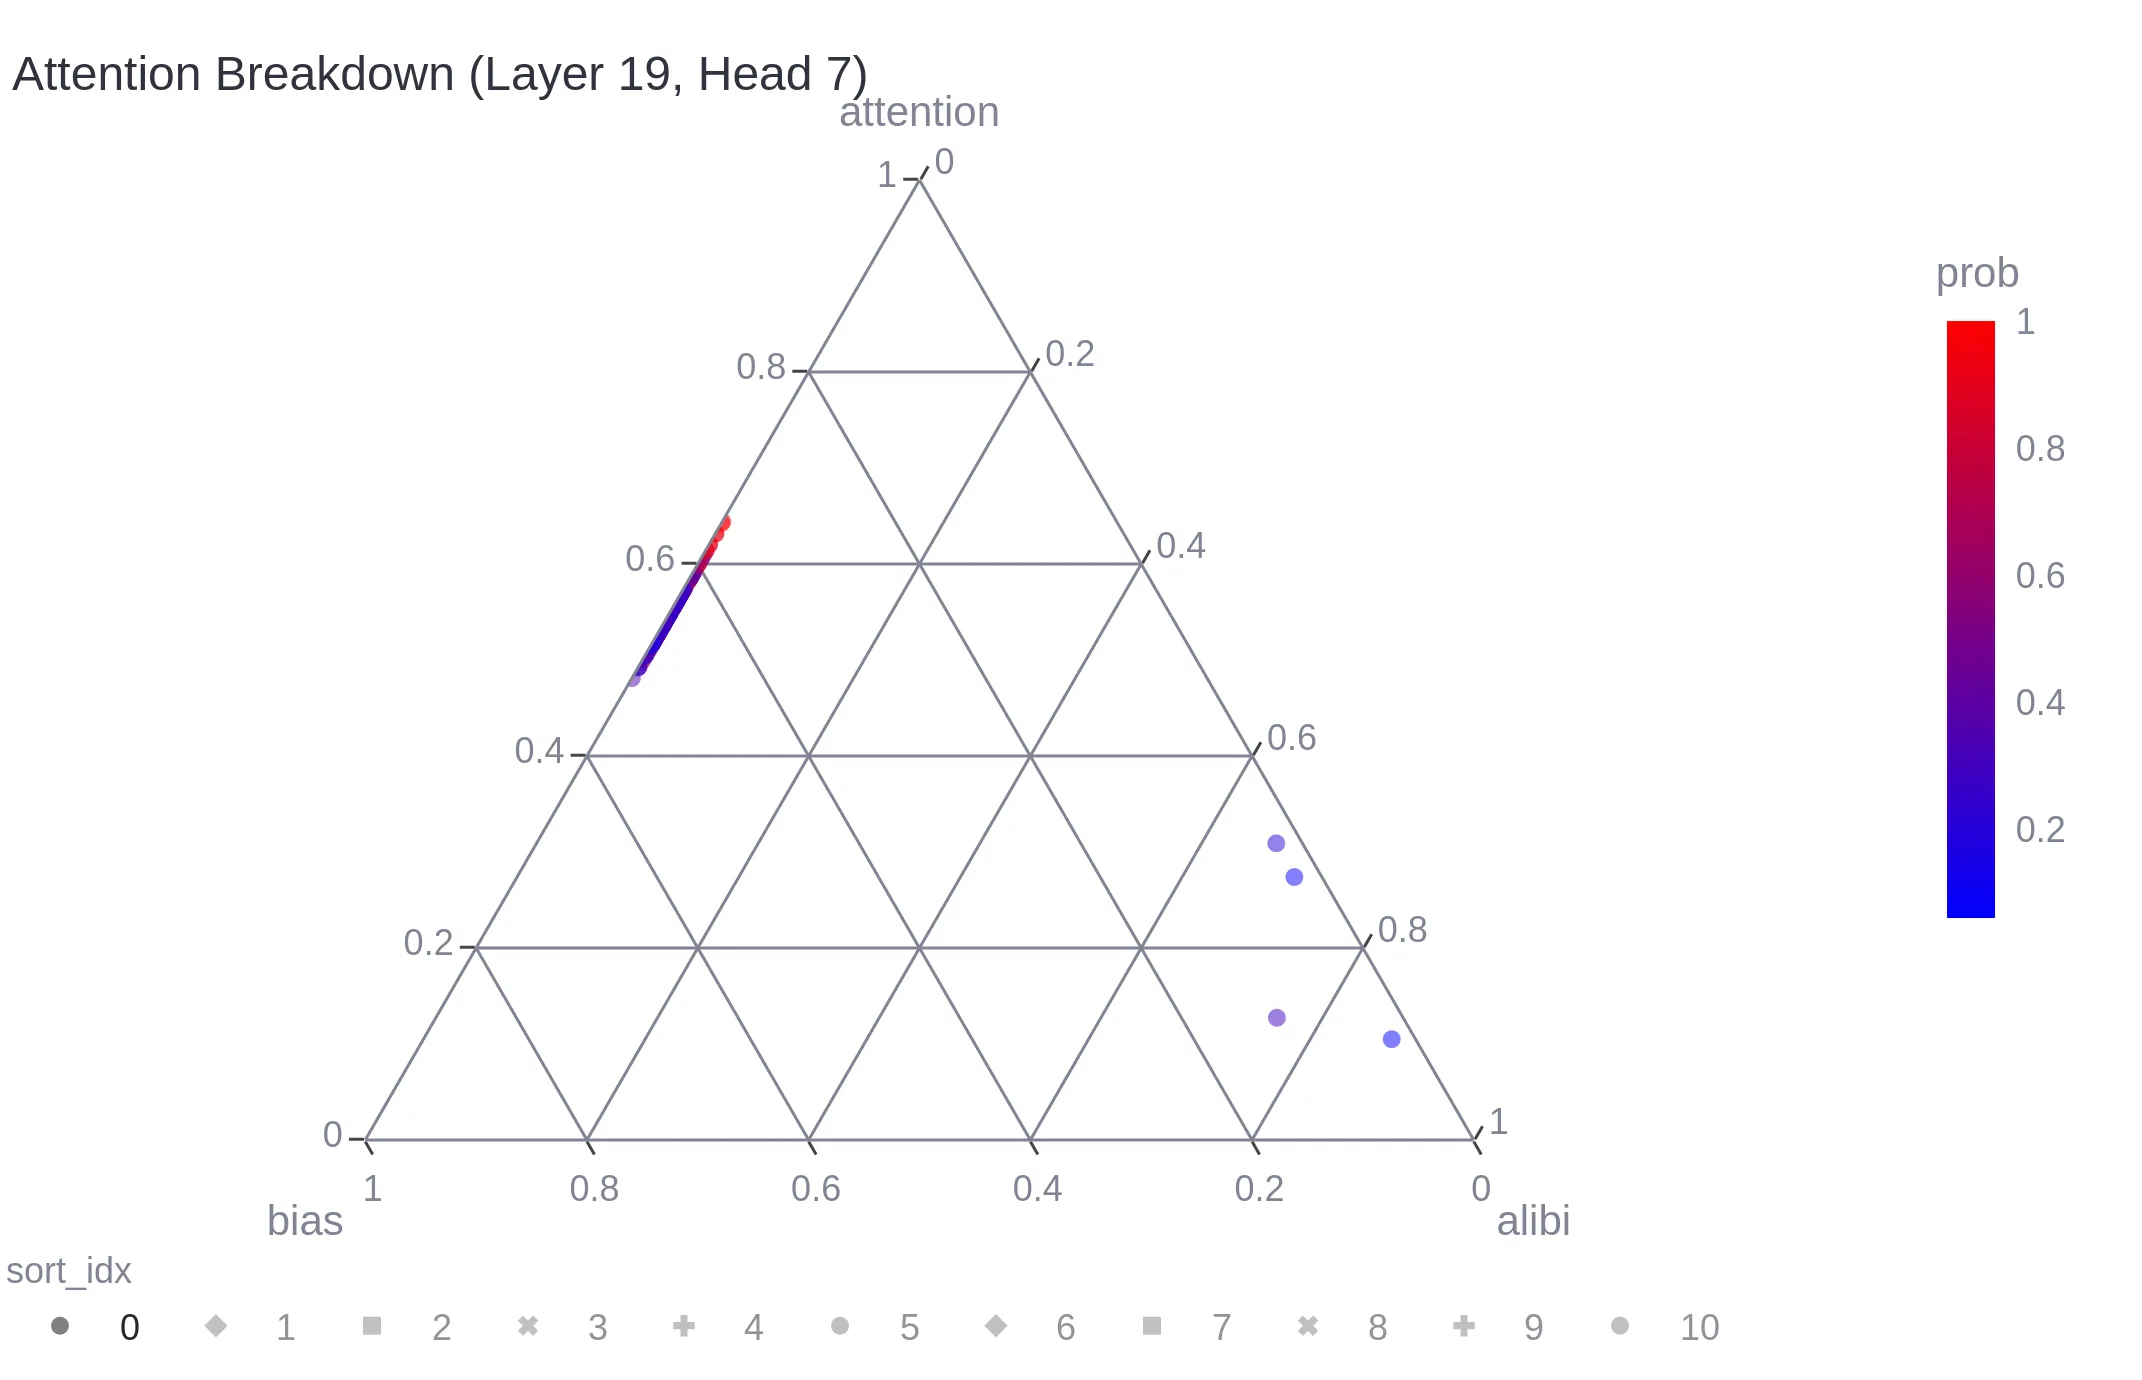 Attention Breakdown (Layer 19, Head 7)
attention
1 0
prob
1
0.8 0.2
0.8
0.6 0.4
0.6
0.4 0.6
0.4
0.2 0.8
0.2
0 1
1 0.8 0.6 0.4 0.2 0
bias alibi
sort_idx
0 1 2 3 4 5 6 7 8 9 10